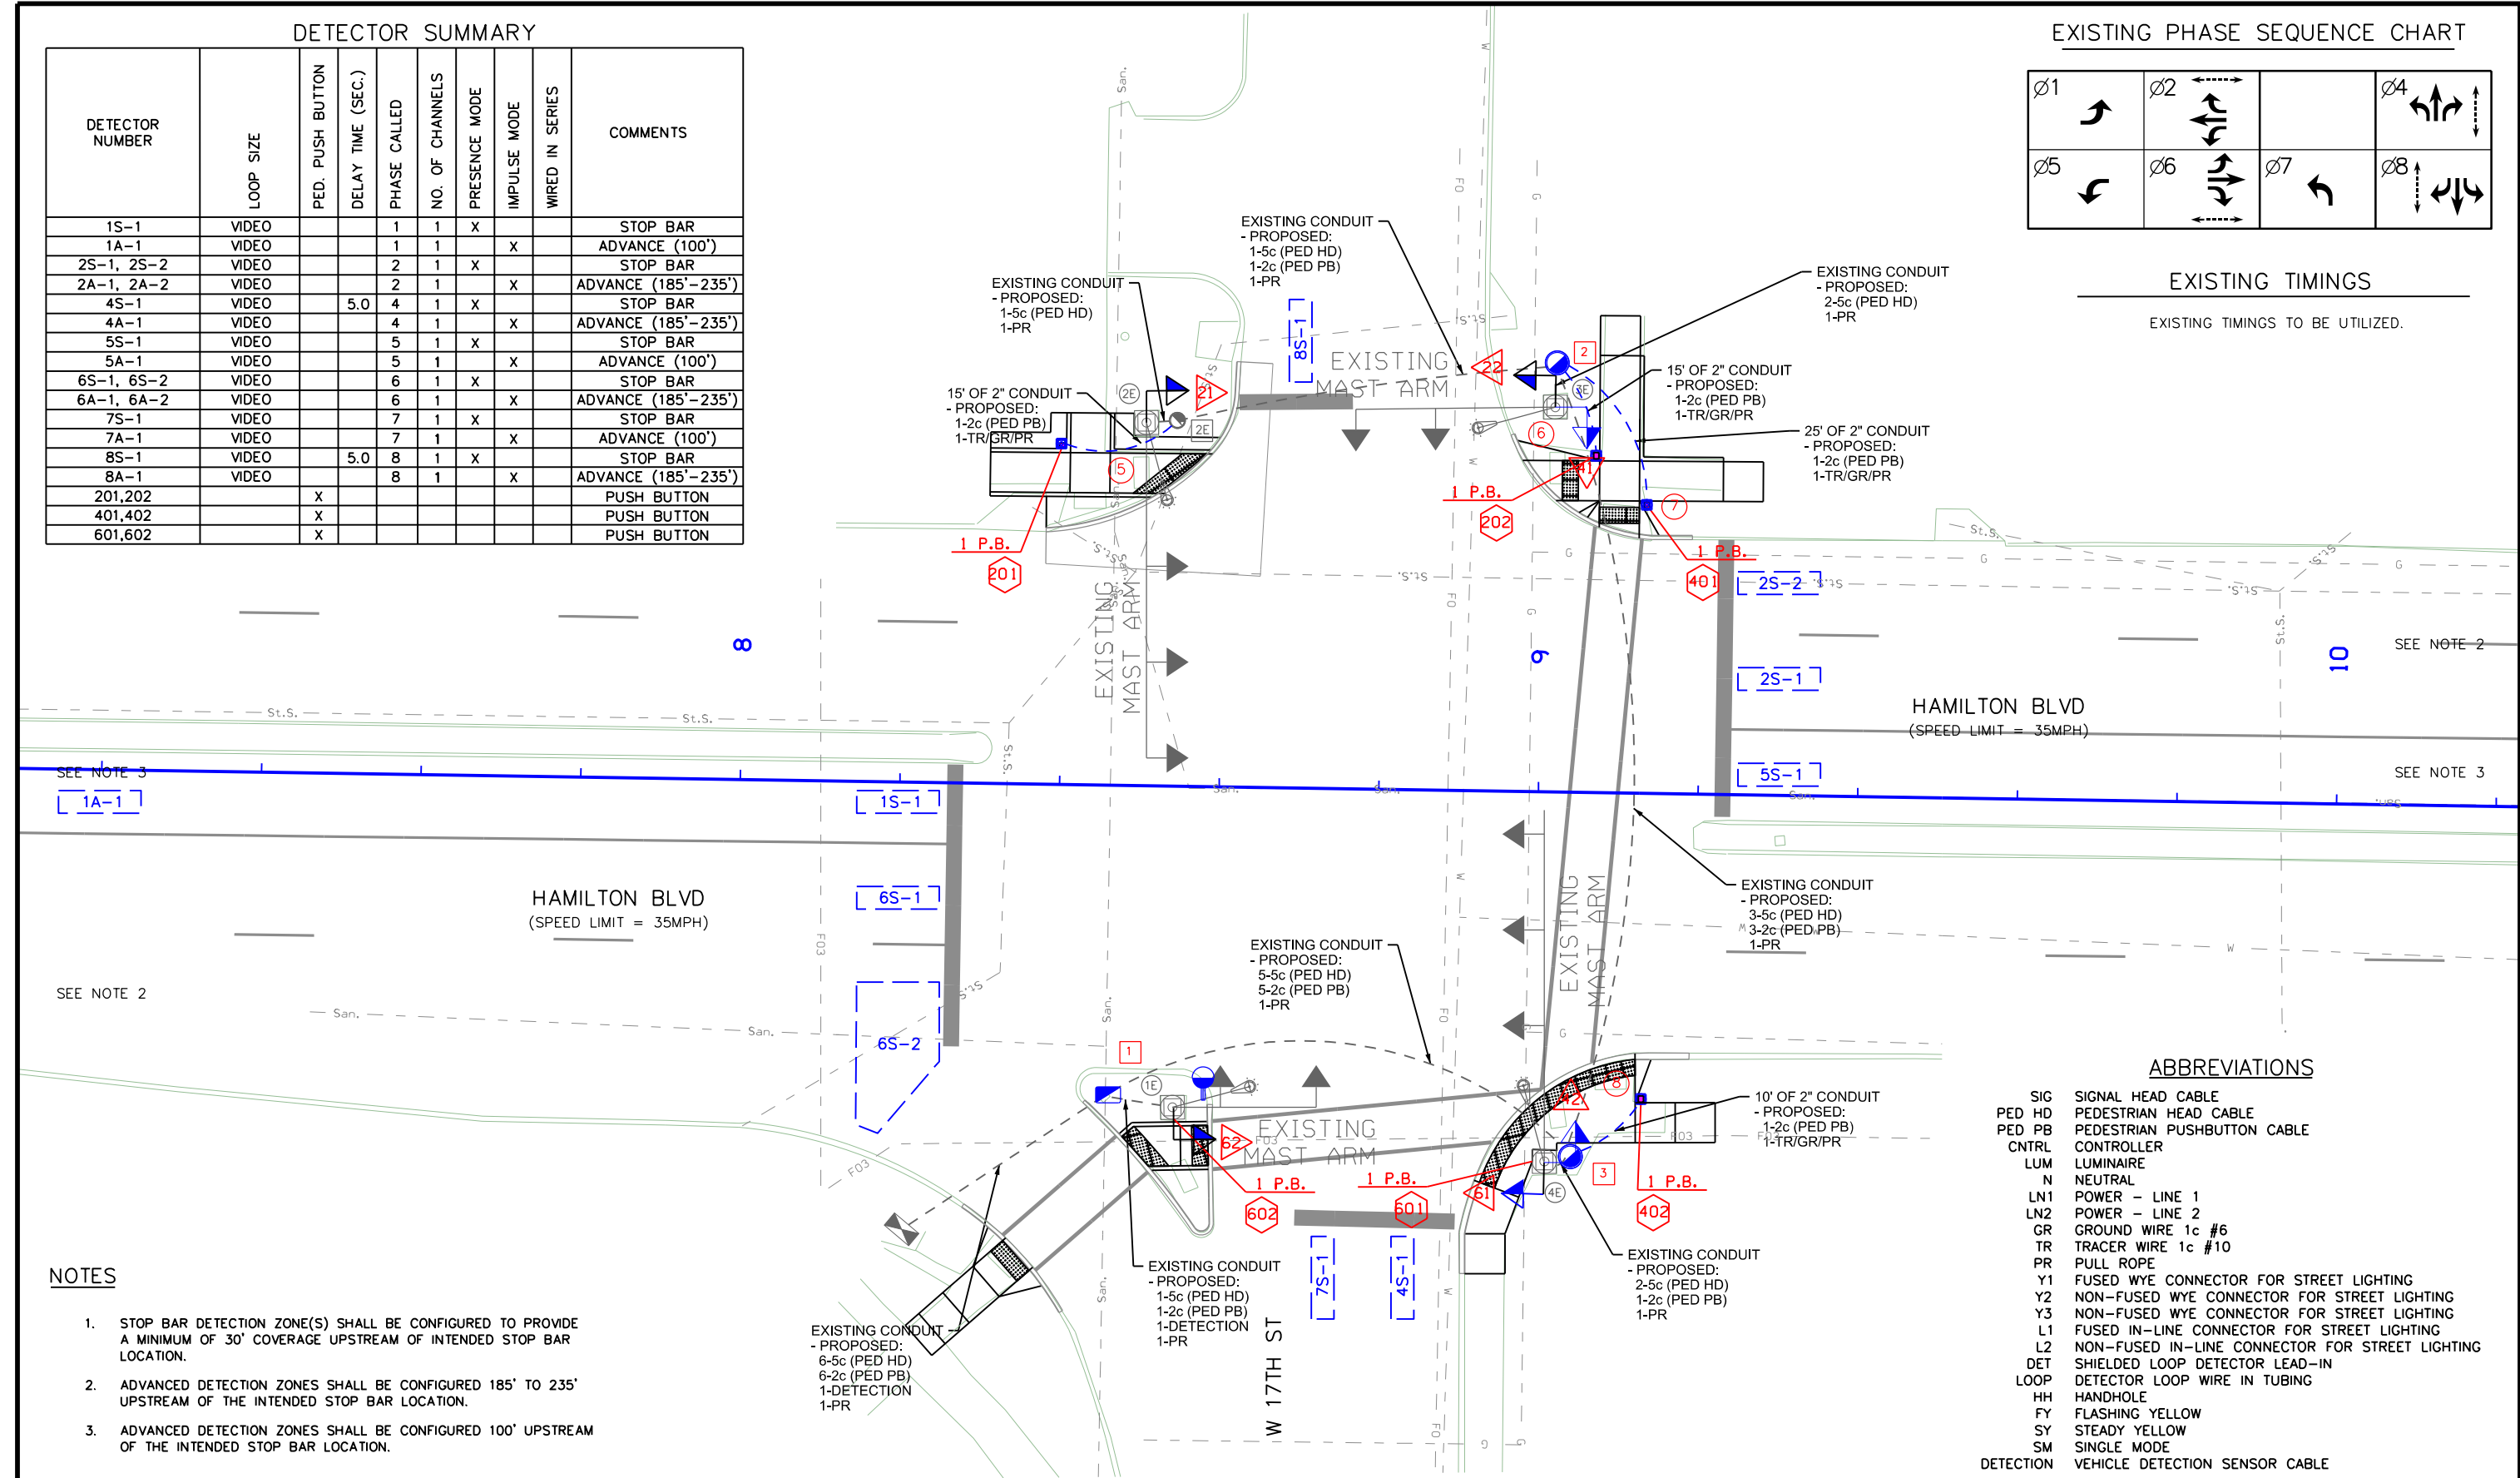 DETECTOR SUMMARY
DETECTOR NUMBER LOOP SIZE PED. PUSH BUTTON DELAY TIME (SEC.) PHASE CALLED NO. OF CHANNELS PRESENCE MODE IMPULSE MODE WIRED IN SERIES COMMENTS
1S-1 VIDEO 1 1 X STOP BAR
1A-1 VIDEO 1 1 X ADVANCE (100')
2S-1, 2S-2 VIDEO 2 1 X STOP BAR
2A-1, 2A-2 VIDEO 2 1 X ADVANCE (185'-235')
4S-1 VIDEO 5.0 4 1 X STOP BAR
4A-1 VIDEO 4 1 X ADVANCE (185'-235')
5S-1 VIDEO 5 1 X STOP BAR
5A-1 VIDEO 5 1 X ADVANCE (100')
6S-1, 6S-2 VIDEO 6 1 X STOP BAR
6A-1, 6A-2 VIDEO 6 1 X ADVANCE (185'-235')
7S-1 VIDEO 7 1 X STOP BAR
7A-1 VIDEO 7 1 X ADVANCE (100')
8S-1 VIDEO 5.0 8 1 X STOP BAR
8A-1 VIDEO 8 1 X ADVANCE (185'-235')
201,202 X PUSH BUTTON
401,402 X PUSH BUTTON
601,602 X PUSH BUTTON
EXISTING PHASE SEQUENCE CHART
Ø1 Ø2 Ø4
Ø5 Ø6 Ø7 Ø8
EXISTING TIMINGS
EXISTING TIMINGS TO BE UTILIZED.
EXISTING CONDUIT
- PROPOSED:
1-5c (PED HD)
1-2c (PED PB)
1-PR
EXISTING CONDUIT
- PROPOSED:
1-5c (PED HD)
1-PR
EXISTING CONDUIT
- PROPOSED:
2-5c (PED HD)
1-PR
15' OF 2" CONDUIT
- PROPOSED:
1-2c (PED PB)
1-TR/GR/PR
15' OF 2" CONDUIT
- PROPOSED:
1-2c (PED PB)
1-TR/GR/PR
25' OF 2" CONDUIT
- PROPOSED:
1-2c (PED PB)
1-TR/GR/PR
8S-1
EXISTING
MAST ARM
2E
21
2E
5
22
2
3E
6
41
7
1 P.B.
201
1 P.B.
202
1 P.B.
401
EXISTING
MAST ARM
2S-2
2S-1
5S-1
8
9
10
SEE NOTE 2
HAMILTON BLVD
(SPEED LIMIT = 35MPH)
SEE NOTE 3
SEE NOTE 3
1A-1
1S-1
6S-1
6S-2
HAMILTON BLVD
(SPEED LIMIT = 35MPH)
SEE NOTE 2
EXISTING CONDUIT
- PROPOSED:
3-5c (PED HD)
3-2c (PED PB)
1-PR
EXISTING
MAST ARM
EXISTING CONDUIT
- PROPOSED:
5-5c (PED HD)
5-2c (PED PB)
1-PR
1
1E
62
EXISTING
MAST ARM
42
8
61
4E
3
10' OF 2" CONDUIT
- PROPOSED:
1-2c (PED PB)
1-TR/GR/PR
1 P.B.
602
1 P.B.
601
1 P.B.
402
7S-1
4S-1
W 17TH ST
EXISTING CONDUIT
- PROPOSED:
1-5c (PED HD)
1-2c (PED PB)
1-DETECTION
1-PR
EXISTING CONDUIT
- PROPOSED:
2-5c (PED HD)
1-2c (PED PB)
1-PR
EXISTING CONDUIT
- PROPOSED:
6-5c (PED HD)
6-2c (PED PB)
1-DETECTION
1-PR
NOTES
1. STOP BAR DETECTION ZONE(S) SHALL BE CONFIGURED TO PROVIDE
A MINIMUM OF 30' COVERAGE UPSTREAM OF INTENDED STOP BAR
LOCATION.
2. ADVANCED DETECTION ZONES SHALL BE CONFIGURED 185' TO 235'
UPSTREAM OF THE INTENDED STOP BAR LOCATION.
3. ADVANCED DETECTION ZONES SHALL BE CONFIGURED 100' UPSTREAM
OF THE INTENDED STOP BAR LOCATION.
ABBREVIATIONS
SIG SIGNAL HEAD CABLE
PED HD PEDESTRIAN HEAD CABLE
PED PB PEDESTRIAN PUSHBUTTON CABLE
CNTRL CONTROLLER
LUM LUMINAIRE
N NEUTRAL
LN1 POWER - LINE 1
LN2 POWER - LINE 2
GR GROUND WIRE 1c #6
TR TRACER WIRE 1c #10
PR PULL ROPE
Y1 FUSED WYE CONNECTOR FOR STREET LIGHTING
Y2 NON-FUSED WYE CONNECTOR FOR STREET LIGHTING
Y3 NON-FUSED WYE CONNECTOR FOR STREET LIGHTING
L1 FUSED IN-LINE CONNECTOR FOR STREET LIGHTING
L2 NON-FUSED IN-LINE CONNECTOR FOR STREET LIGHTING
DET SHIELDED LOOP DETECTOR LEAD-IN
LOOP DETECTOR LOOP WIRE IN TUBING
HH HANDHOLE
FY FLASHING YELLOW
SY STEADY YELLOW
SM SINGLE MODE
DETECTION VEHICLE DETECTION SENSOR CABLE